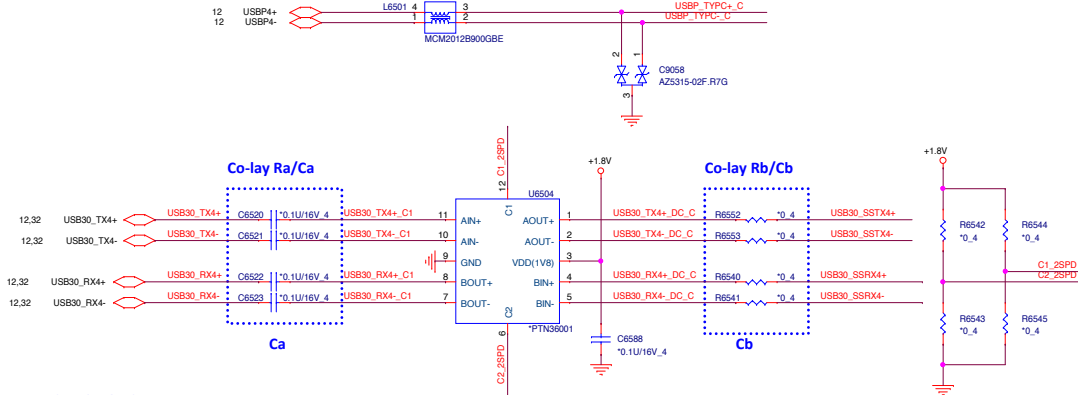 12 USBP4+ L6501 4 3 USBP_TYPC+_C
12 USBP4- 1 2 USBP_TYPC-_C
MCM2012B900GBE
2 1 C9058
AZ5315-02F.R7G
3
C1_2SPD
12
Co-lay Ra/Ca +1.8V Co-lay Rb/Cb +1.8V
U6504
C1
12,32 USB30_TX4+ USB30_TX4+ C6520 *0.1U/16V_4 USB30_TX4+_C1 11 AIN+ AOUT+ 1 USB30_TX4+_DC_C R6552 *0_4 USB30_SSTX4+
12,32 USB30_TX4- USB30_TX4- C6521 *0.1U/16V_4 USB30_TX4-_C1 10 AIN- AOUT- 2 USB30_TX4-_DC_C R6553 *0_4 USB30_SSTX4-
R6542 *0_4 R6544 *0_4
9 GND VDD(1V8) 3
C1_2SPD
C2_2SPD
12,32 USB30_RX4+ USB30_RX4+ C6522 *0.1U/16V_4 USB30_RX4+_C1 8 BOUT+ BIN+ 4 USB30_RX4+_DC_C R6540 *0_4 USB30_SSRX4+
12,32 USB30_RX4- USB30_RX4- C6523 *0.1U/16V_4 USB30_RX4-_C1 7 BOUT- BIN- 5 USB30_RX4-_DC_C R6541 *0_4 USB30_SSRX4-
C2
R6543 *0_4 R6545 *0_4
*PTN36001
6
C2_2SPD
Ca C6588 Cb
*0.1U/16V_4